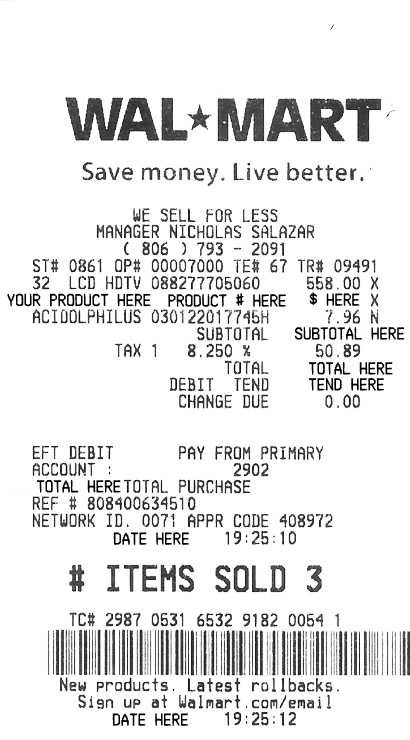 WAL★MART
Save money. Live better.
WE SELL FOR LESS
MANAGER NICHOLAS SALAZAR
( 806 ) 793 - 2091
ST# 0861 OP# 00007000 TE# 67 TR# 09491
32 LCD HDTV 088277705060 558.00 X
YOUR PRODUCT HERE PRODUCT # HERE $ HERE X
ACIDOLPHILUS 030122017745H 7.96 N
SUBTOTAL SUBTOTAL HERE
TAX 1 8.250 % 50.89
TOTAL TOTAL HERE
DEBIT TEND TEND HERE
CHANGE DUE 0.00
EFT DEBIT PAY FROM PRIMARY
ACCOUNT : 2902
TOTAL HERE TOTAL PURCHASE
REF # 808400634510
NETWORK ID. 0071 APPR CODE 408972
DATE HERE 19:25:10
# ITEMS SOLD 3
TC# 2987 0531 6532 9182 0054 1
New products. Latest rollbacks.
Sign up at Walmart.com/email
DATE HERE 19:25:12